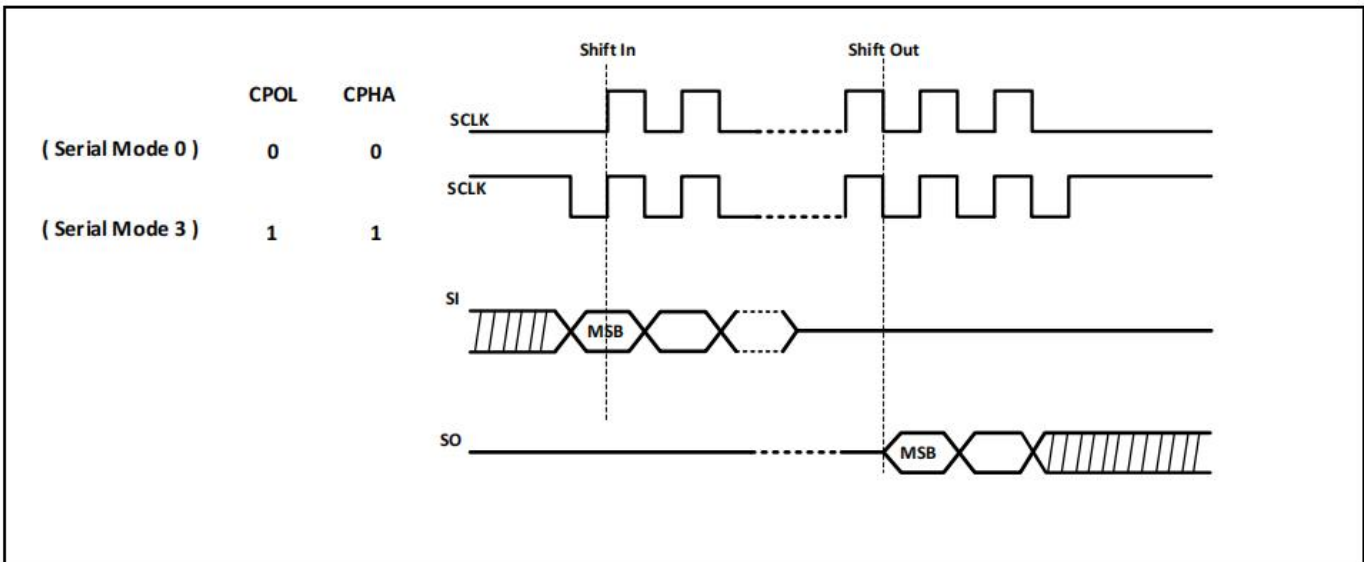 Shift In
Shift Out
CPOL CPHA
SCLK
( Serial Mode 0 ) 0 0
SCLK
( Serial Mode 3 ) 1 1
SI
MSB
SO
MSB